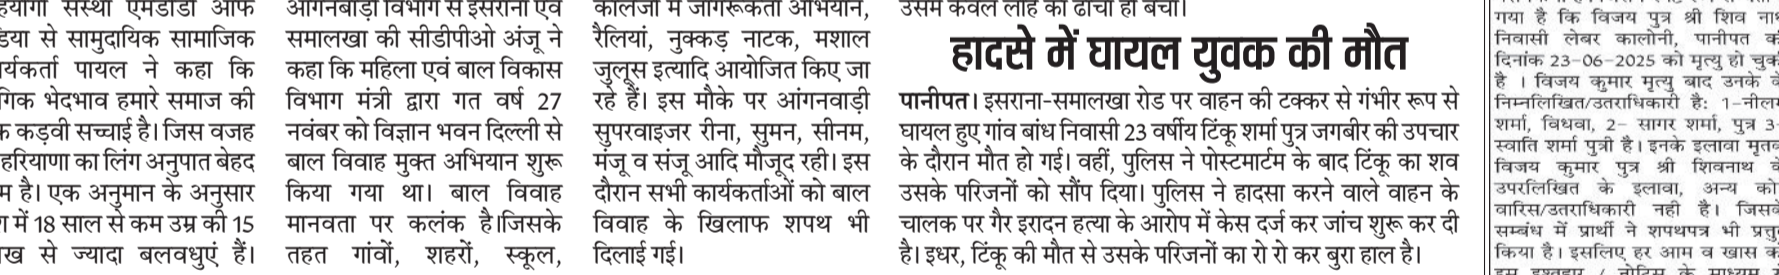 हयोगी संस्था एमडीडी ऑफ
डिया से सामुदायिक सामाजिक
र्यकर्ता पायल ने कहा कि
गिक भेदभाव हमारे समाज की
क कड़वी सच्चाई है। जिस वजह
हरियाणा का लिंग अनुपात बेहद
म है। एक अनुमान के अनुसार
में 18 साल से कम उम्र की 15
ख से ज्यादा बलवधुएं हैं।
आंगनबाड़ी विभाग से इसराना एवं
समालखा की सीडीपीओ अंजू ने
कहा कि महिला एवं बाल विकास
विभाग मंत्री द्वारा गत वर्ष 27
नवंबर को विज्ञान भवन दिल्ली से
बाल विवाह मुक्त अभियान शुरू
किया गया था। बाल विवाह
मानवता पर कलंक है।जिसके
तहत गांवों, शहरों, स्कूल,
कॉलेजों में जागरूकता अभियान,
रैलियां, नुक्कड़ नाटक, मशाल
जुलूस इत्यादि आयोजित किए जा
रहे हैं। इस मौके पर आंगनवाड़ी
सुपरवाइजर रीना, सुमन, सीनम,
मंजू व संजू आदि मौजूद रही। इस
दौरान सभी कार्यकर्ताओं को बाल
विवाह के खिलाफ शपथ भी
दिलाई गई।
उसमें केवल लोहे का ढांचा ही बचा।
हादसे में घायल युवक की मौत
पानीपत। इसराना-समालखा रोड पर वाहन की टक्कर से गंभीर रूप से
घायल हुए गांव बांध निवासी 23 वर्षीय टिंकू शर्मा पुत्र जगबीर की उपचार
के दौरान मौत हो गई। वहीं, पुलिस ने पोस्टमार्टम के बाद टिंकू का शव
उसके परिजनों को सौंप दिया। पुलिस ने हादसा करने वाले वाहन के
चालक पर गैर इरादन हत्या के आरोप में केस दर्ज कर जांच शुरू कर दी
है। इधर, टिंकू की मौत से उसके परिजनों का रो रो कर बुरा हाल है।
गया है कि विजय पुत्र श्री शिव नाथ
निवासी लेबर कालोनी, पानीपत क
दिनांक 23-06-2025 को मृत्यु हो चुक
है । विजय कुमार मृत्यु बाद उनके के
निम्नलिखित/उतराधिकारी है: 1-नीलम
शर्मा, विधवा, 2- सागर शर्मा, पुत्र 3-
स्वाति शर्मा पुत्री है। इनके इलावा मृतक
विजय कुमार पुत्र श्री शिवनाथ के
उपरलिखित के इलावा, अन्य को
वारिस/उतराधिकारी नही है। जिसके
सम्बंध में प्रार्थी ने शपथपत्र भी प्रस्तु
किया है। इसलिए हर आम व खास क